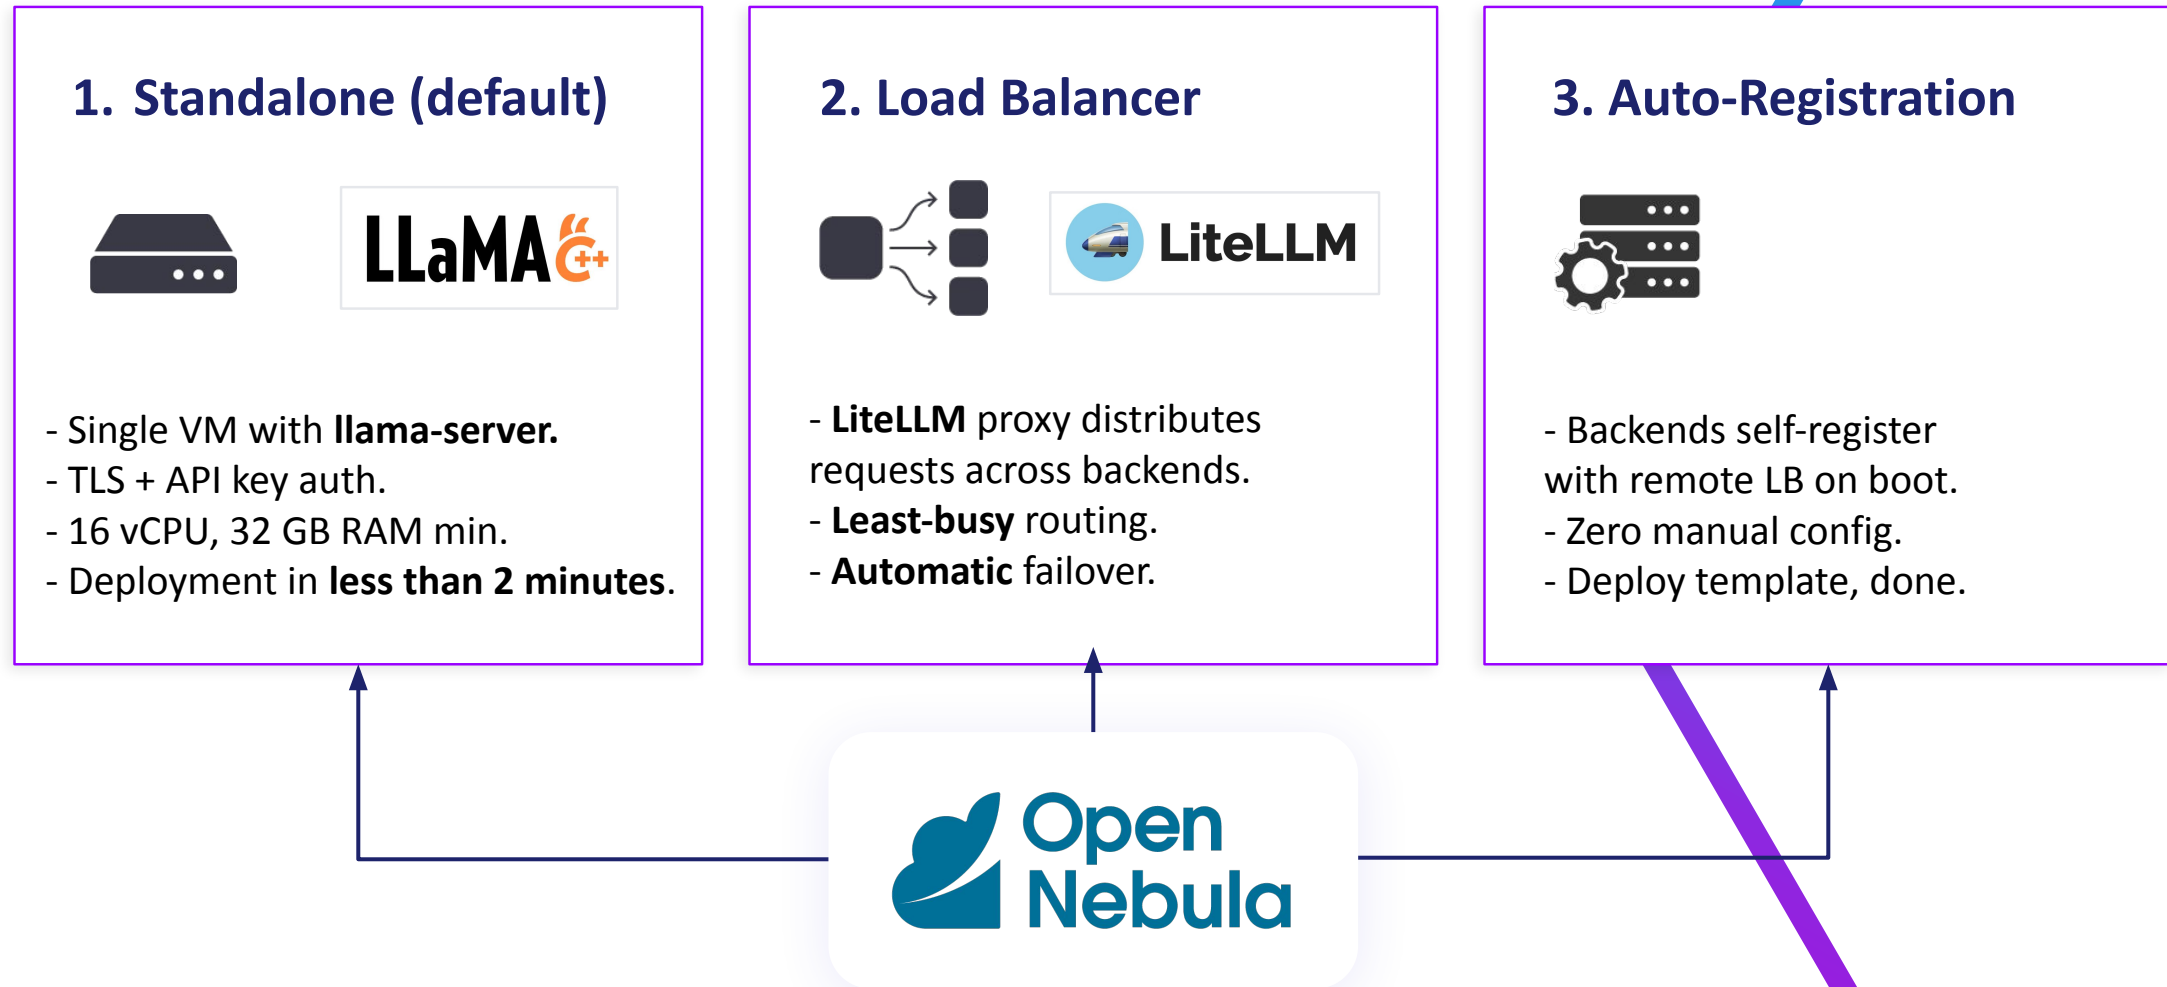 1. Standalone (default)
LLaMA C++
- Single VM with llama-server.
- TLS + API key auth.
- 16 vCPU, 32 GB RAM min.
- Deployment in less than 2 minutes.
2. Load Balancer
LiteLLM
- LiteLLM proxy distributes
requests across backends.
- Least-busy routing.
- Automatic failover.
3. Auto-Registration
- Backends self-register
with remote LB on boot.
- Zero manual config.
- Deploy template, done.
Open
Nebula